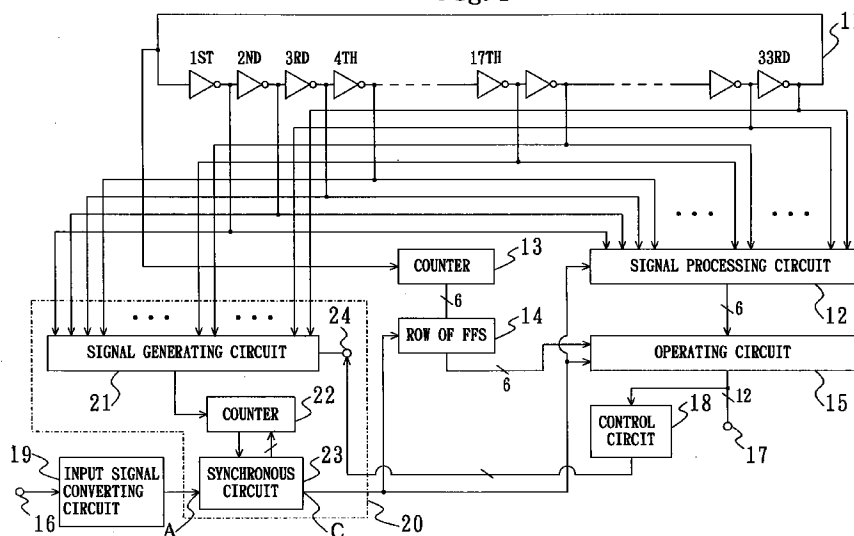 1ST 2ND 3RD 4TH 17TH 33RD 1
COUNTER 13
SIGNAL PROCESSING CIRCUIT
12
6
6
ROW OF FFS 14
24
SIGNAL GENERATING CIRCUIT
21
6
OPERATING CIRCUIT
15
COUNTER 22
12
CONTROL CIRCIT 18
17
19
INPUT SIGNAL CONVERTING CIRCUIT
16
SYNCHRONOUS CIRCUIT 23
A C 20